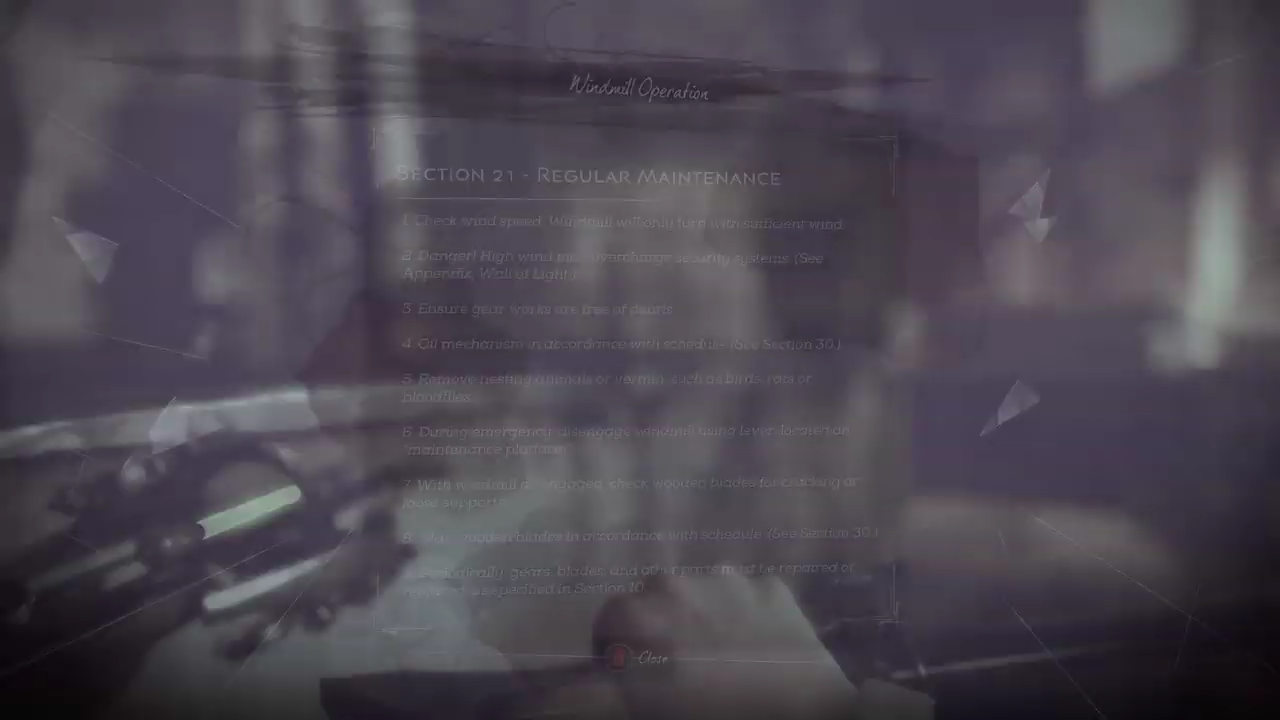 Windmill Operation
SECTION 21 - REGULAR MAINTENANCE
1. Check wind speed. Windmill will only turn with sufficient wind.
2. Danger! High wind may overcharge security systems. (See
Appendix, Wall of Light.)
3. Ensure gear works are free of debris.
4. Oil mechanism in accordance with schedule. (See Section 30.)
5. Remove nesting animals or vermin, such as birds, rats or
bloodflies.
6. During emergency, disengage windmill using lever located on
maintenance platform.
7. With windmill disengaged, check wooden blades for cracking or
loose supports.
8. wooden blades in accordance with schedule. (See Section 30.)
Periodically, gears, blades, and other parts must be repaired or
as specified in Section 10.
Close